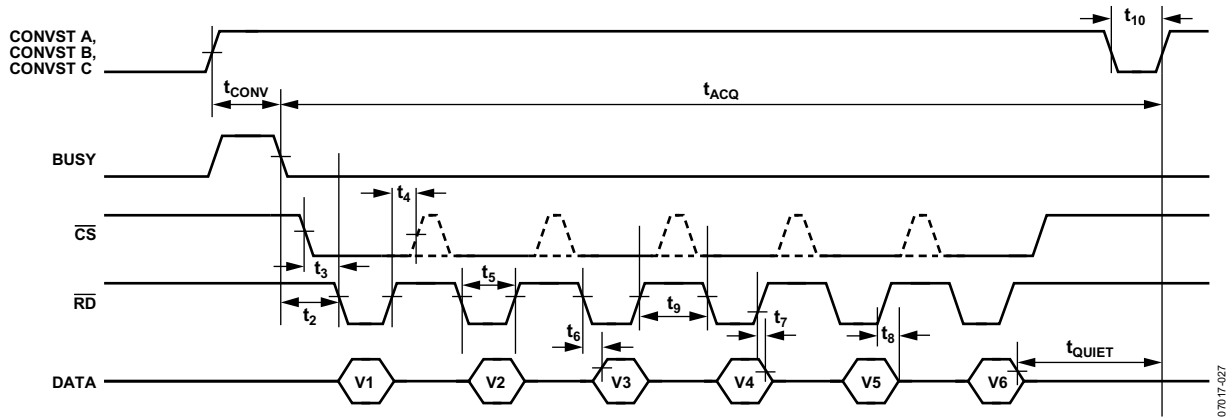 CONVST A,
CONVST B,
CONVST C
t10
tCONV
tACQ
BUSY
t4
CS
t3
t5
RD
t2
t6
t9
t7
t8
tQUIET
DATA
V1
V2
V3
V4
V5
V6
07017-027